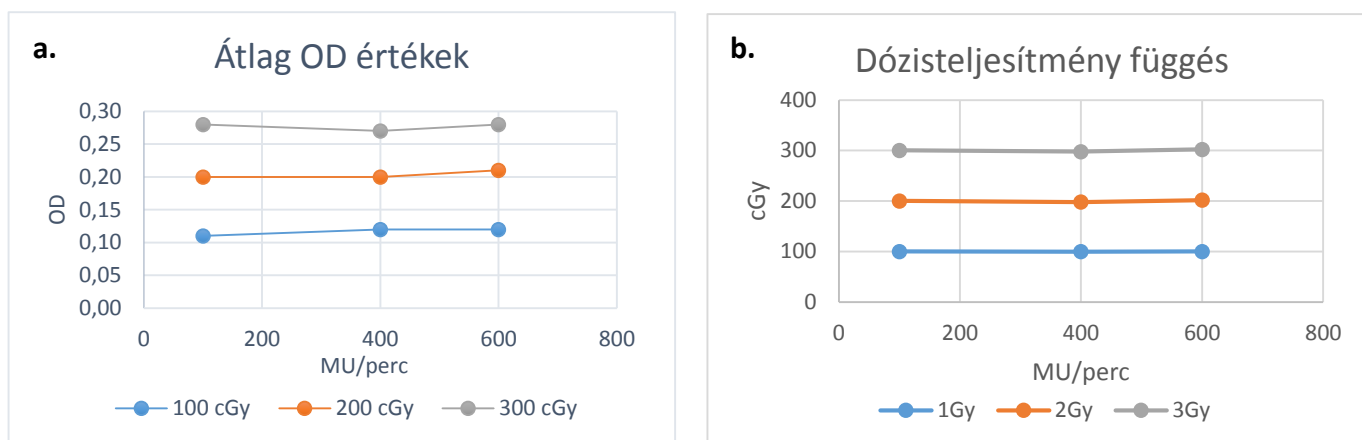 a.
Átlag OD értékek
0,30
0,25
0,20
0,15
0,10
0,05
0,00
OD
0 200 400 600 800
MU/perc
100 cGy 200 cGy 300 cGy
b.
Dózisteljesítmény függés
400
300
200
100
0
cGy
0 200 400 600 800
MU/perc
1Gy 2Gy 3Gy